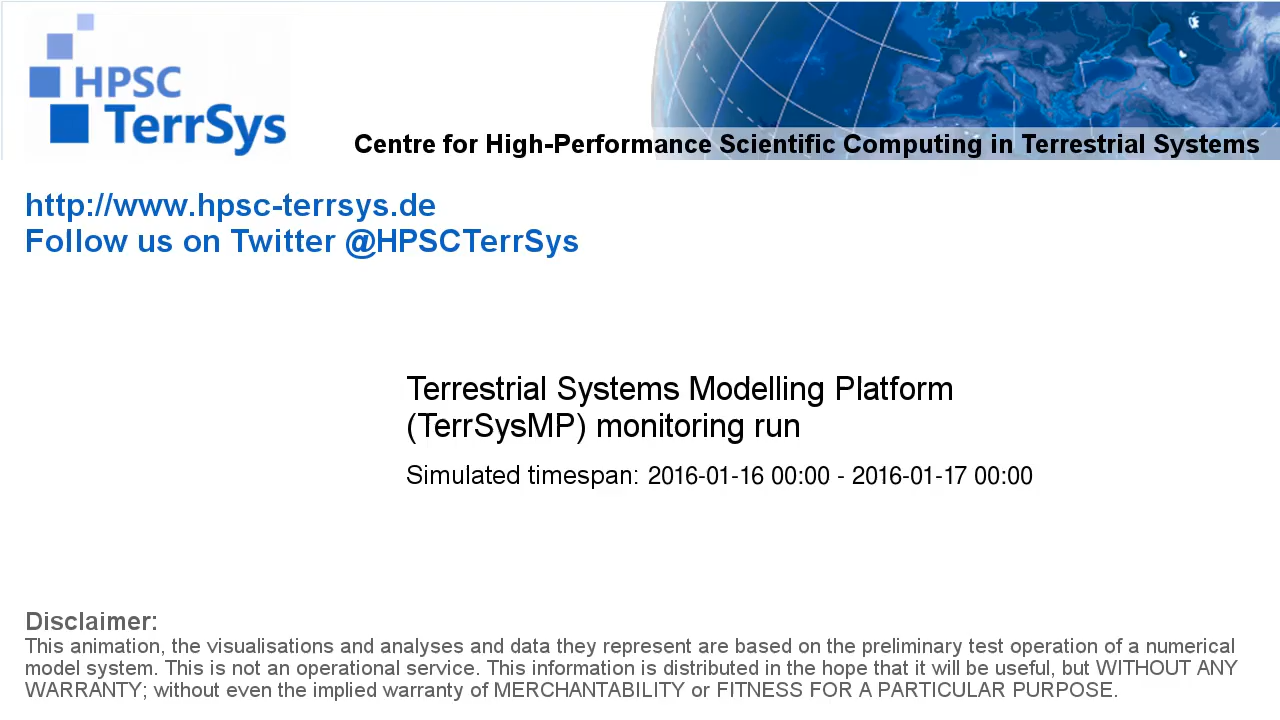 HPSC
TerrSys
Centre for High-Performance Scientific Computing in Terrestrial Systems
http://www.hpsc-terrsys.de
Follow us on Twitter @HPSCTerrSys
Terrestrial Systems Modelling Platform
(TerrSysMP) monitoring run
Simulated timespan: 2016-01-16 00:00 - 2016-01-17 00:00
Disclaimer:
This animation, the visualisations and analyses and data they represent are based on the preliminary test operation of a numerical
model system. This is not an operational service. This information is distributed in the hope that it will be useful, but WITHOUT ANY
WARRANTY; without even the implied warranty of MERCHANTABILITY or FITNESS FOR A PARTICULAR PURPOSE.